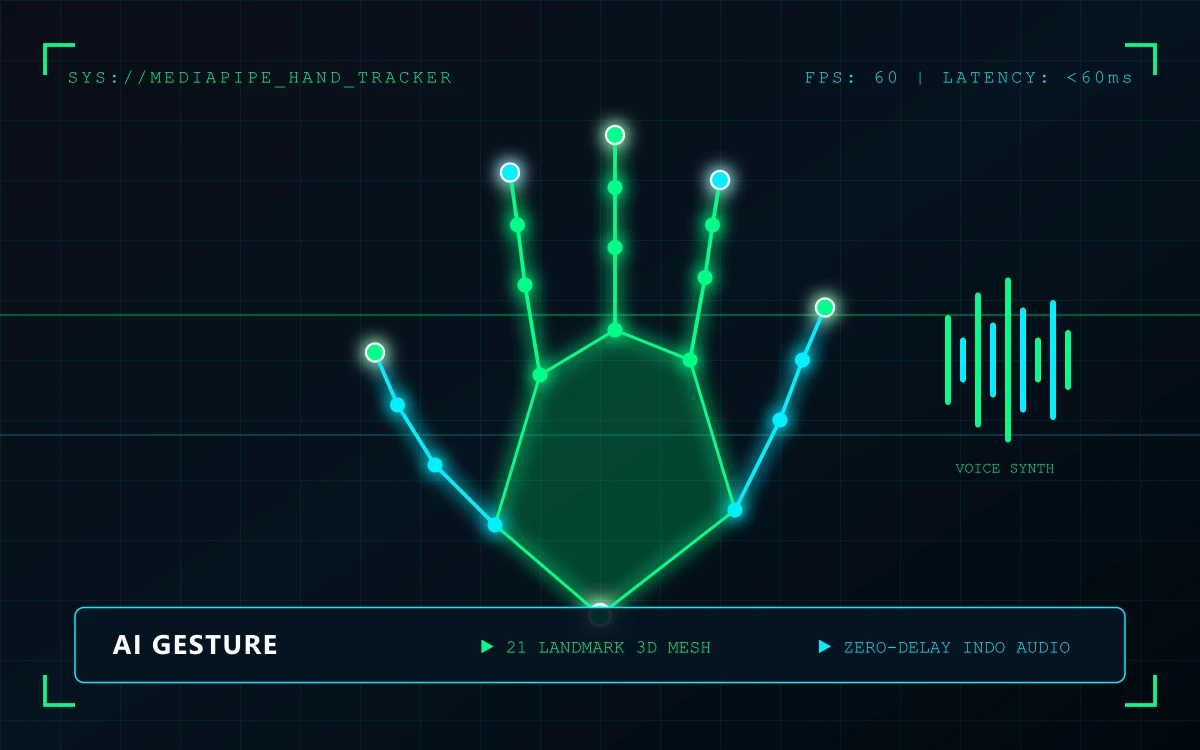 SYS://MEDIAPIPE_HAND_TRACKER
FPS: 60 | LATENCY: <60ms
VOICE SYNTH
AI GESTURE
▶ 21 LANDMARK 3D MESH
▶ ZERO-DELAY INDO AUDIO